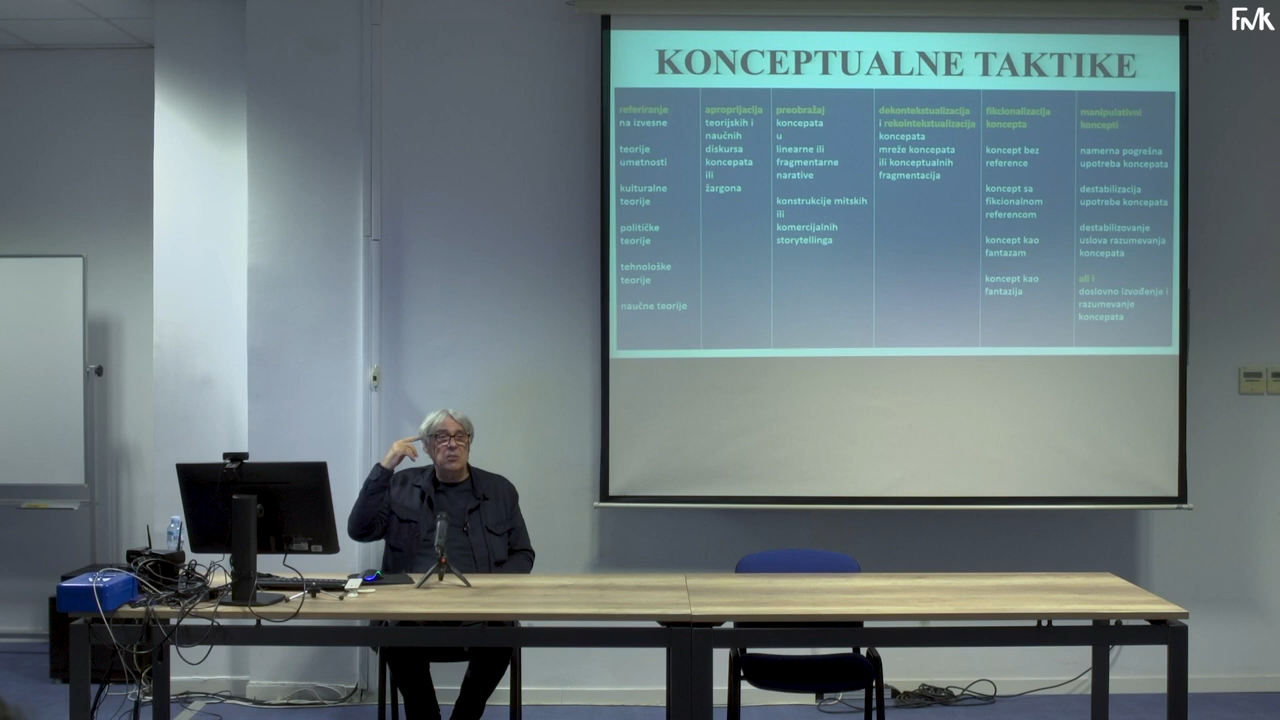 FMK
KONCEPTUALNE TAKTIKE
referiranje
na izvesne
teorije
umetnosti
kulturalne
teorije
političke
teorije
tehnološke
teorije
naučne teorije
aproprijacija
teorijskih i
naučnih
diskursa
koncepata
ili
žargona
preobražaj
koncepata
u
linearne ili
fragmentarne
narative
konstrukcije mitskih
ili
komercijalnih
storytellinga
dekontekstualizacija
i rekointekstualizacija
koncepata
mreže koncepata
ili konceptualnih
fragmentacija
fikcionalizacija
koncepta
koncept bez
reference
koncept sa
fikcionalnom
referencom
koncept kao
fantazam
koncept kao
fantazija
manipulativni
koncepti
namerna pogrešna
upotreba koncepata
destabilizacija
upotrebe koncepata
destabilizovanje
uslova razumevanja
koncepata
ali i
doslovno izvođenje i
razumevanje
koncepata